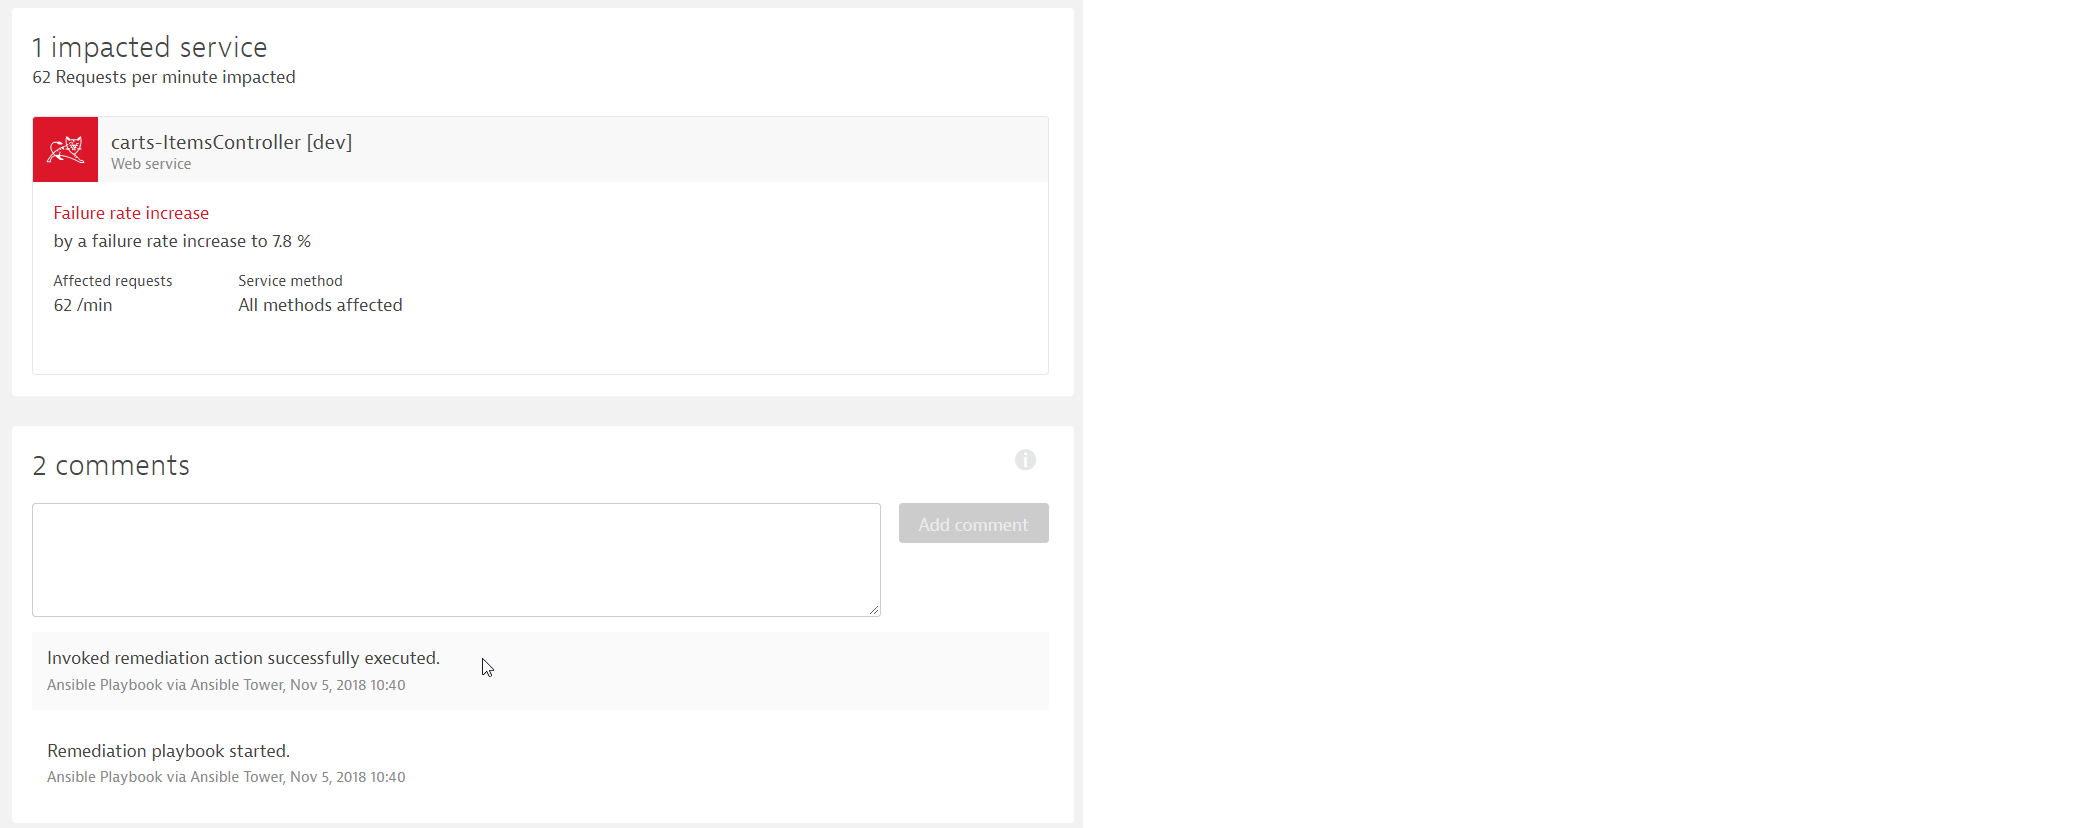 1 impacted service
62 Requests per minute impacted
carts-ItemsController [dev]
Web service
Failure rate increase
by a failure rate increase to 7.8 %
Affected requests
Service method
62 /min
All methods affected
2 comments
Add comment
Invoked remediation action successfully executed.
Ansible Playbook via Ansible Tower, Nov 5, 2018 10:40
Remediation playbook started.
Ansible Playbook via Ansible Tower, Nov 5, 2018 10:40